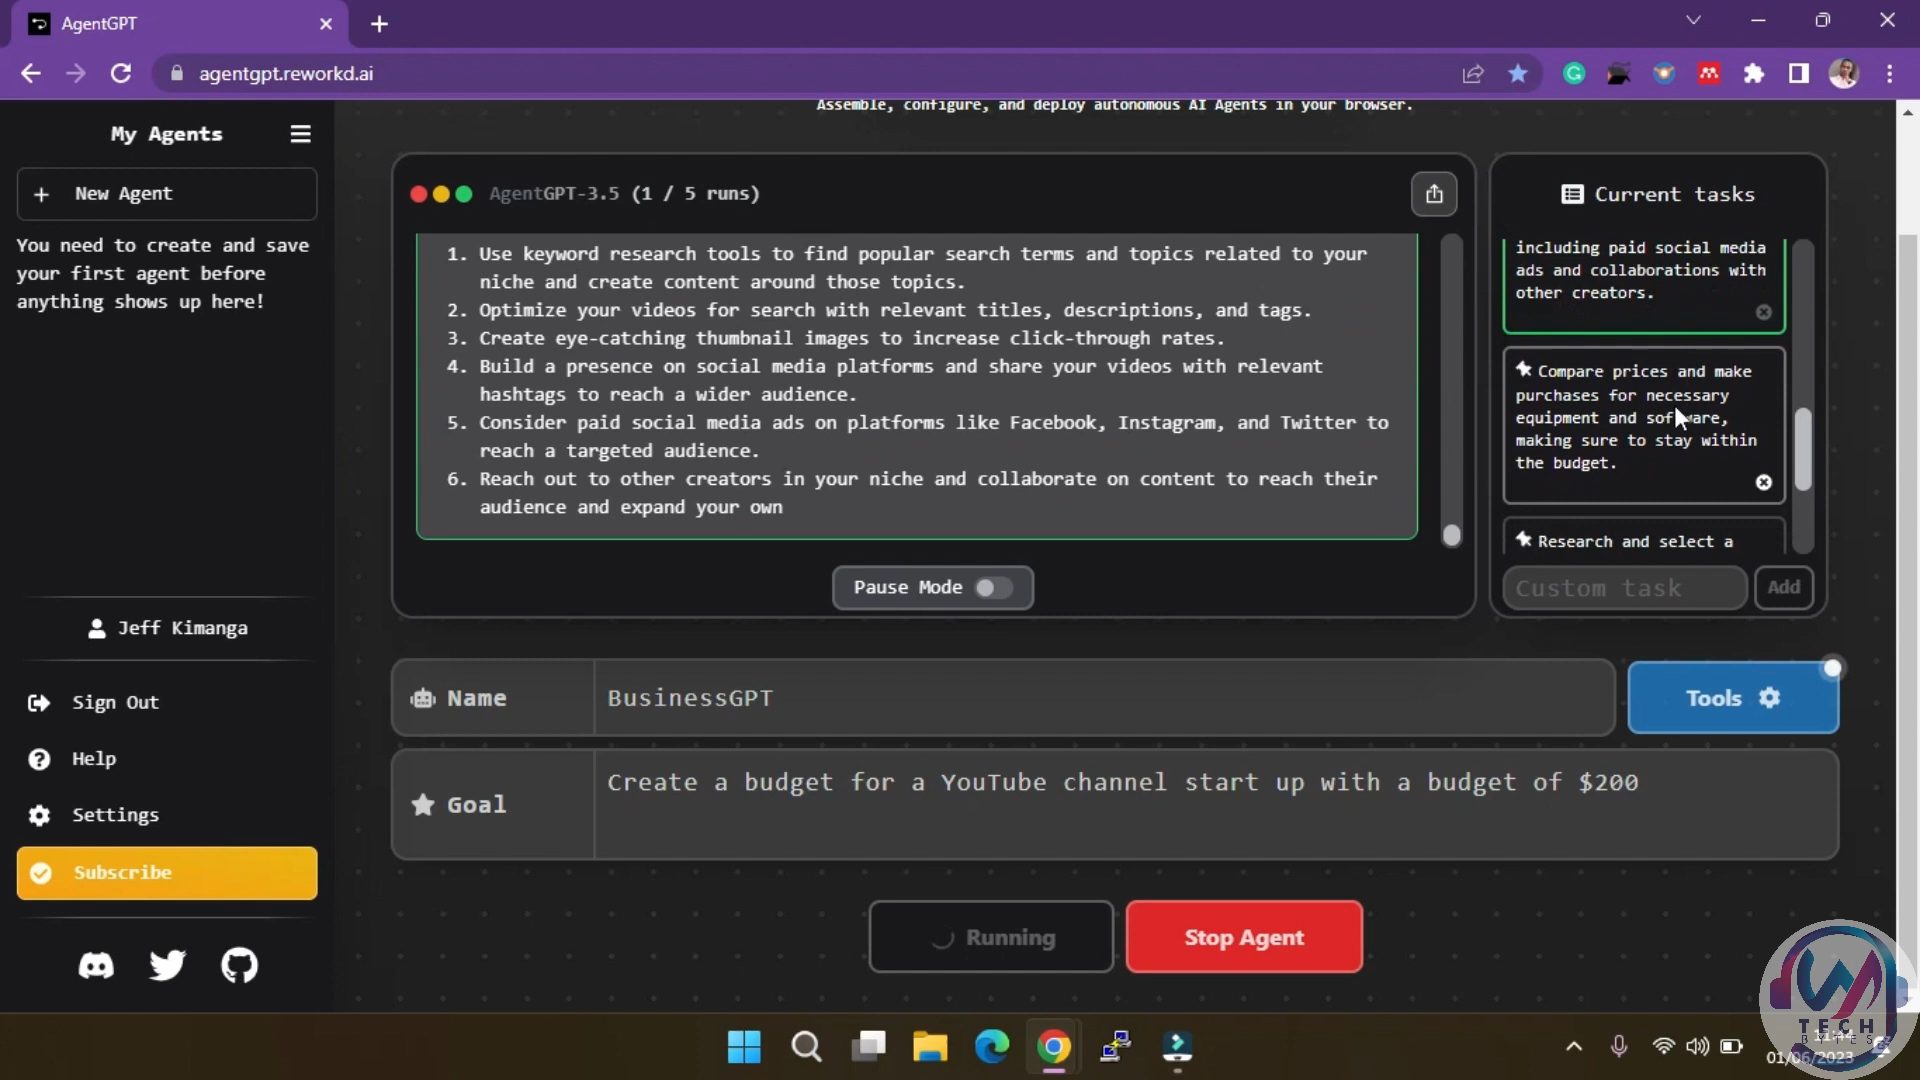 AgentGPT
agentgpt.reworkd.ai
Assemble, configure, and deploy autonomous AI Agents in your browser.
My Agents
+ New Agent
You need to create and save
your first agent before
anything shows up here!
Jeff Kimanga
Sign Out
Help
Settings
Subscribe
AgentGPT-3.5 (1 / 5 runs)
1. Use keyword research tools to find popular search terms and topics related to your
niche and create content around those topics.
2. Optimize your videos for search with relevant titles, descriptions, and tags.
3. Create eye-catching thumbnail images to increase click-through rates.
4. Build a presence on social media platforms and share your videos with relevant
hashtags to reach a wider audience.
5. Consider paid social media ads on platforms like Facebook, Instagram, and Twitter to
reach a targeted audience.
6. Reach out to other creators in your niche and collaborate on content to reach their
audience and expand your own
Pause Mode
Current tasks
including paid social media
ads and collaborations with
other creators.
Compare prices and make
purchases for necessary
equipment and software,
making sure to stay within
the budget.
Research and select a
Custom task
Add
Name
BusinessGPT
Tools
Goal
Create a budget for a YouTube channel start up with a budget of $200
Running
Stop Agent
TECH
BYTES
01/06/2023